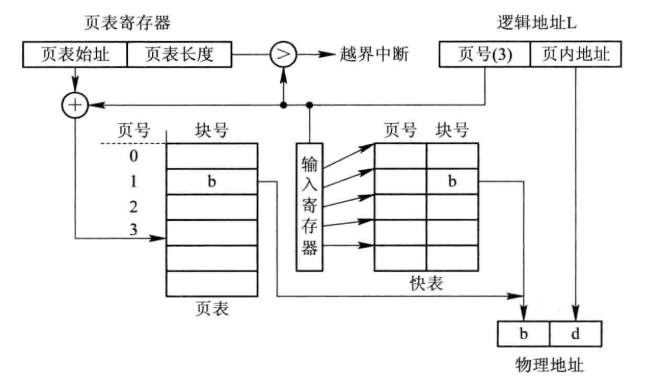 页表寄存器
逻辑地址L
页表始址 页表长度 > 越界中断 页号(3) 页内地址
+
页号 块号 页号 块号
0
1 b b
2
3
输入寄存器
快表
页表
b d
物理地址